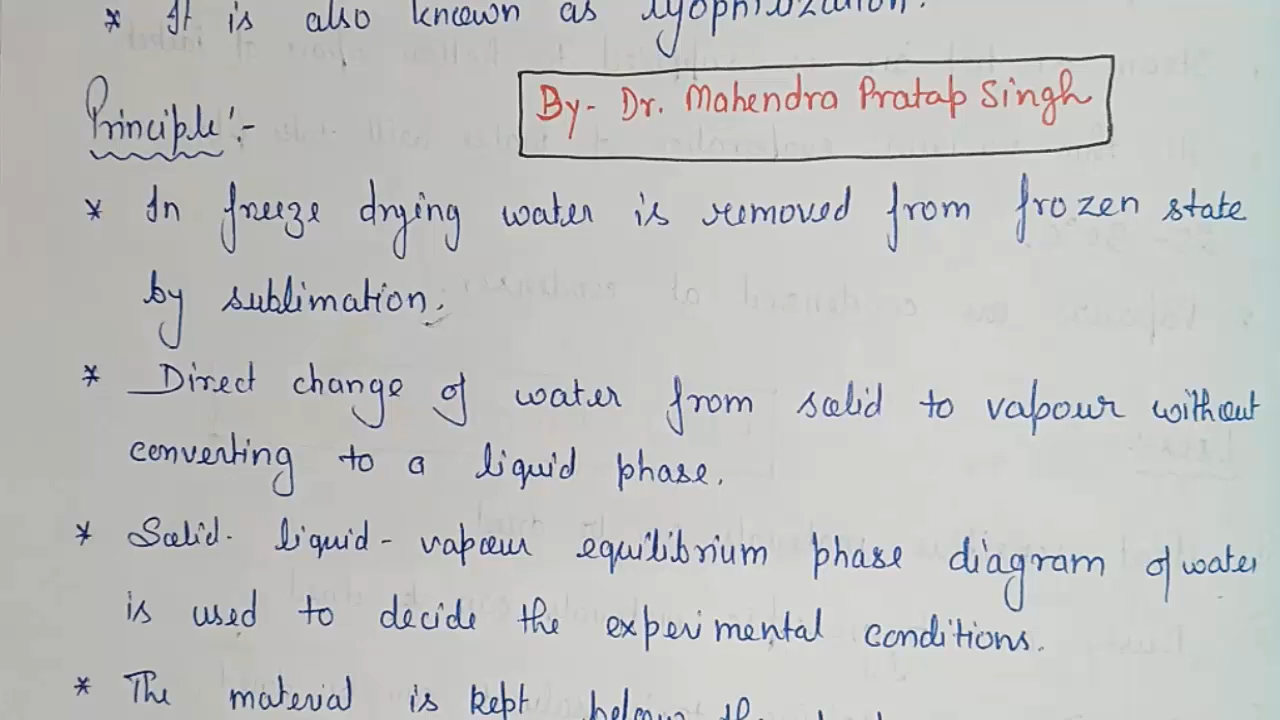 * It is also known as lyophilization.
Principle :-
By - Dr. Mahendra Pratap Singh
* In freeze drying water is removed from frozen state
by sublimation.
* Direct change of water from solid to vapour without
converting to a liquid phase.
* Solid - liquid - vapour equilibrium phase diagram of water
is used to decide the experimental conditions.
* The material is kept below the